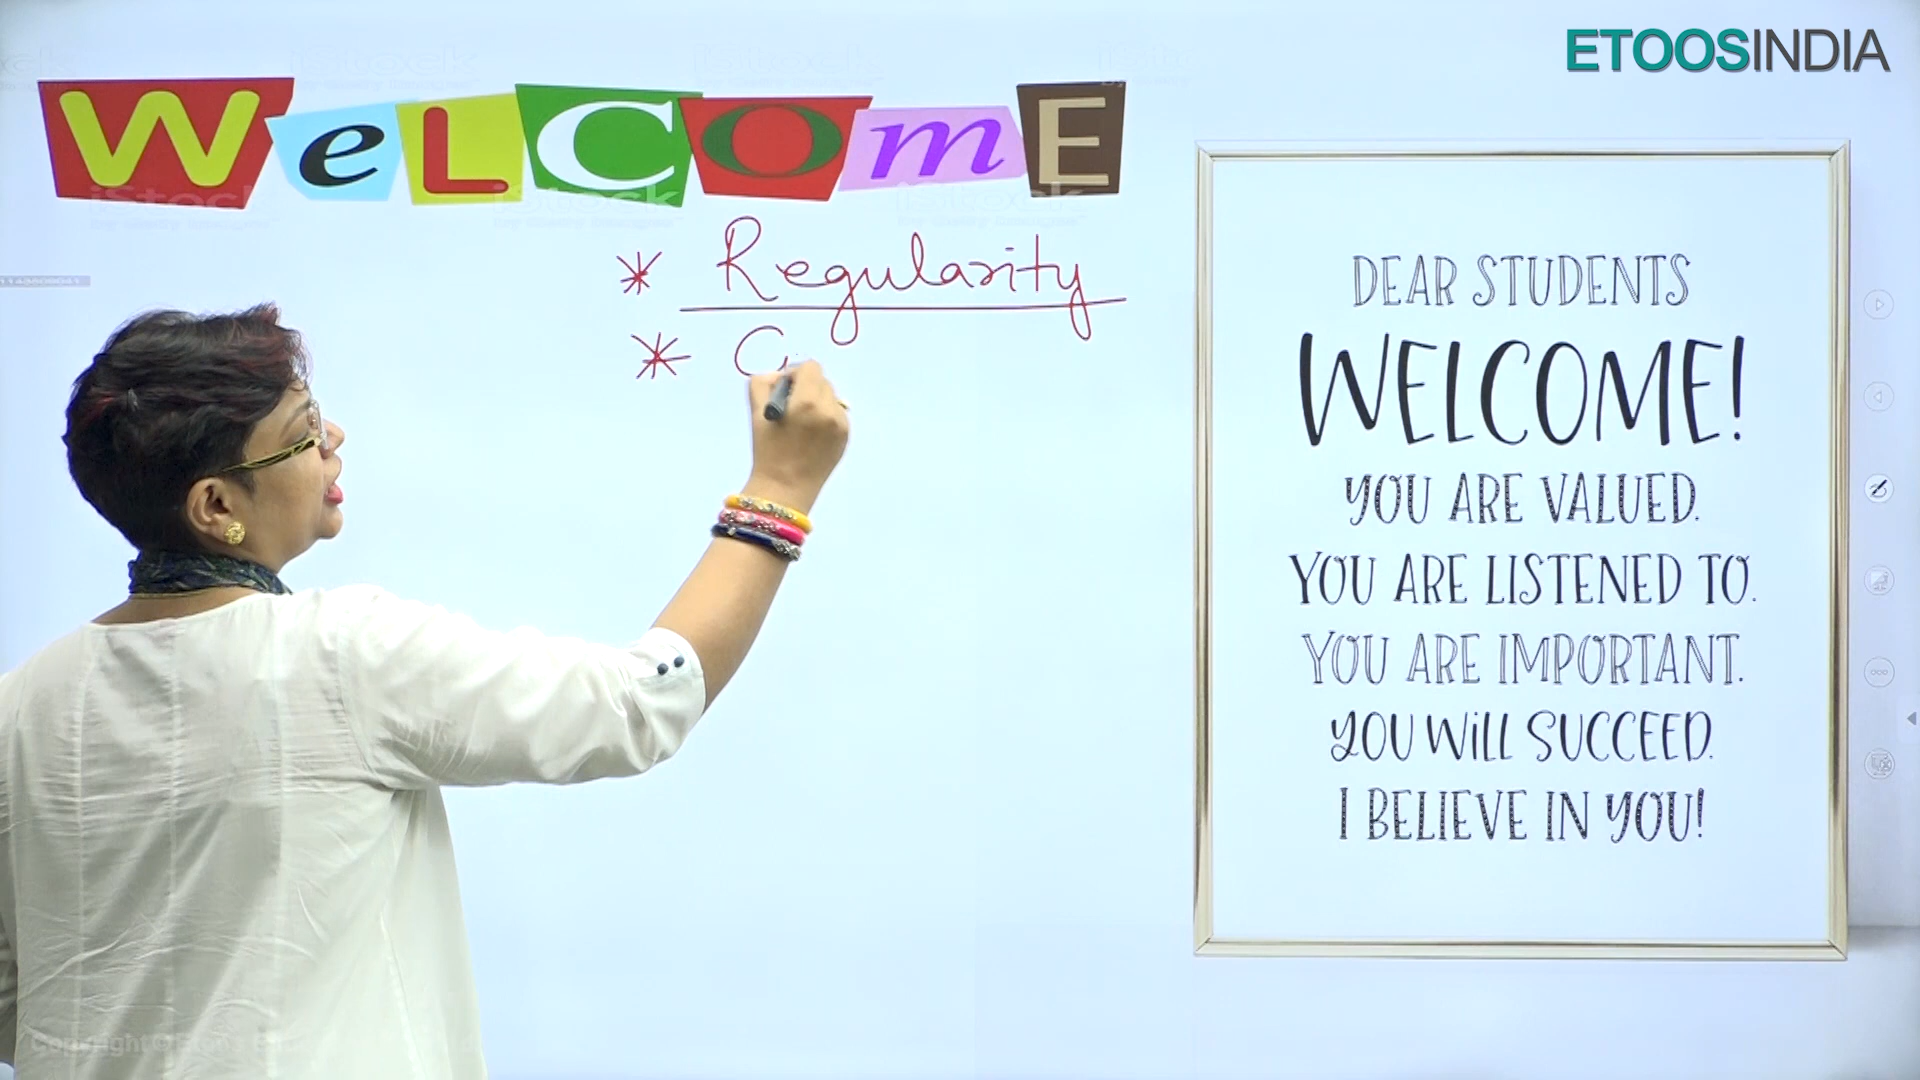 ETOOSINDIA
WeLCOmE
* Regularity
* C
DEAR STUDENTS
WELCOME!
YOU ARE VALUED.
YOU ARE LISTENED TO.
YOU ARE IMPORTANT.
YOU WiLL SUCCEED.
I BELIEVE IN YOU!
iStock